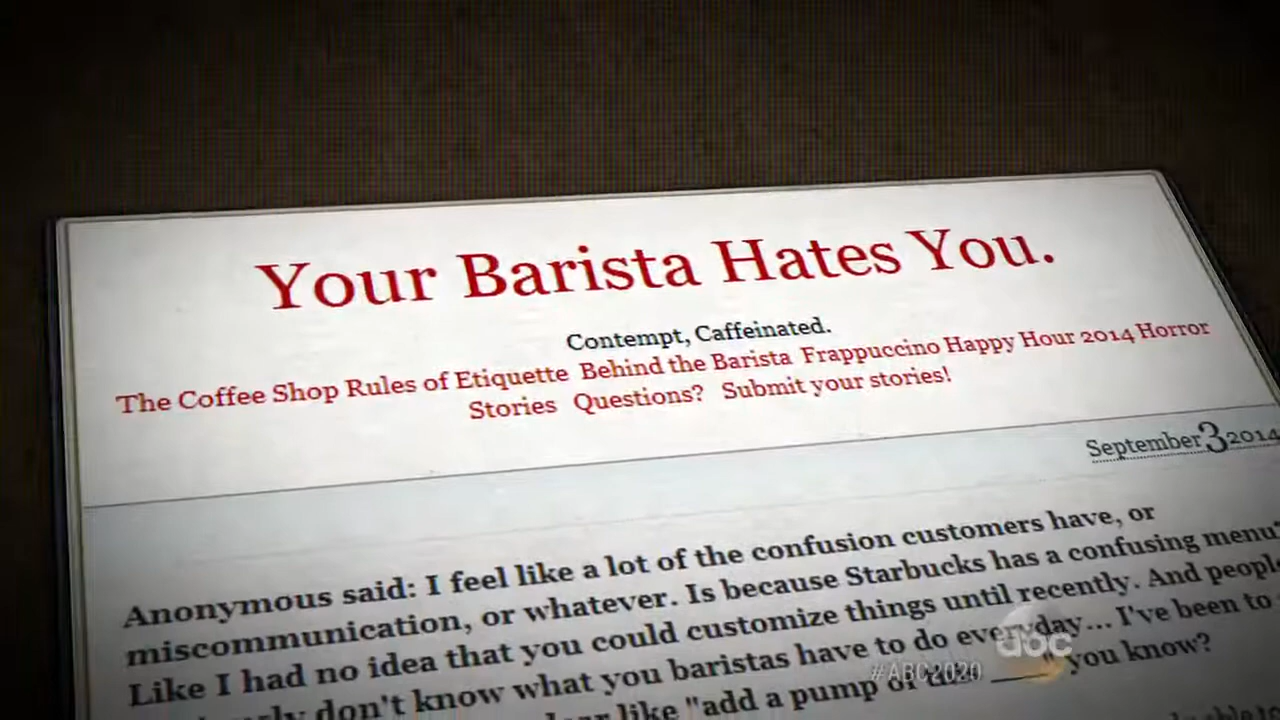 Your Barista Hates You.
Contempt, Caffeinated.
The Coffee Shop Rules of Etiquette Behind the Barista Frappuccino Happy Hour 2014 Horror
Stories Questions? Submit your stories!
September 3 2014
Anonymous said: I feel like a lot of the confusion customers have, or
miscommunication, or whatever. Is because Starbucks has a confusing menu
Like I had no idea that you could customize things until recently. And people
don't know what you baristas have to do everyday... I've been to
like "add a pump of you know?
abc
#ABC2020